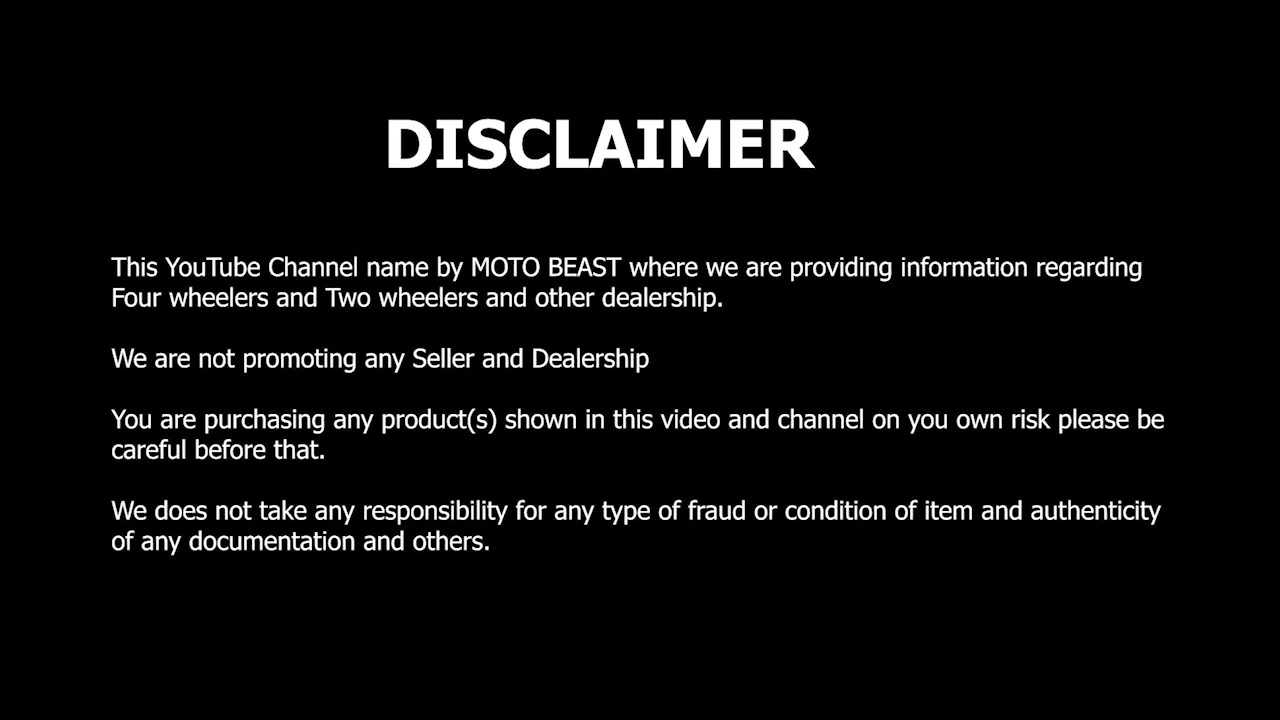 DISCLAIMER
This YouTube Channel name by MOTO BEAST where we are providing information regarding
Four wheelers and Two wheelers and other dealership.
We are not promoting any Seller and Dealership
You are purchasing any product(s) shown in this video and channel on you own risk please be
careful before that.
We does not take any responsibility for any type of fraud or condition of item and authenticity
of any documentation and others.